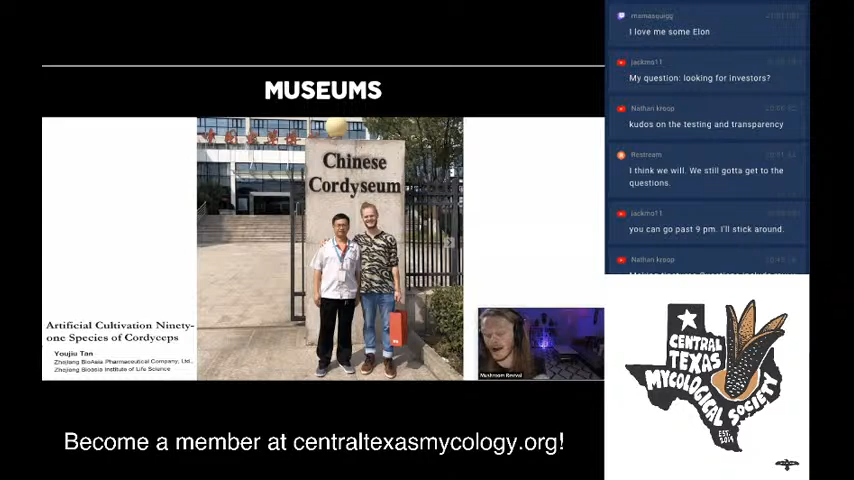 MUSEUMS
Chinese
Cordyseum
Artificial Cultivation Ninety-
one Species of Cordyceps
Youjiu Tan
Zhejiang BioAsia Pharmaceutical Company, Ltd.,
Zhejiang Bioasia Institute of Life Science
Mushroom Revival
Become a member at centraltexasmycology.org!
mamasquigg
I love me some Elon
jackmo11
My question: looking for investors?
Nathan kroop
kudos on the testing and transparency
Restream
I think we will. We still gotta get to the
questions.
jackmo11
you can go past 9 pm. I'll stick around.
Nathan kroop
CENTRAL
TEXAS
MYCOLOGICAL
SOCIETY
EST.
2019